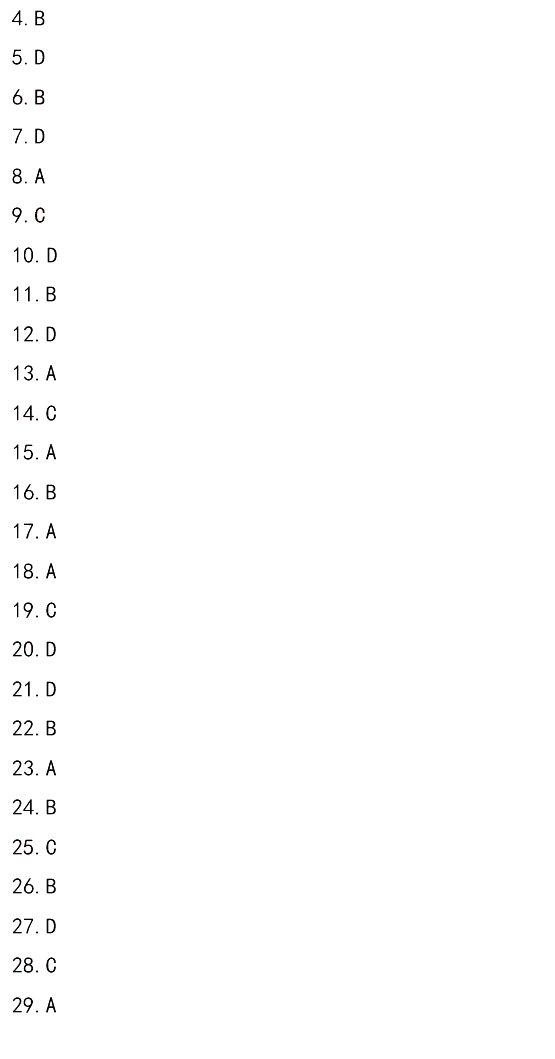 4. B
5. D
6. B
7. D
8. A
9. C
10. D
11. B
12. D
13. A
14. C
15. A
16. B
17. A
18. A
19. C
20. D
21. D
22. B
23. A
24. B
25. C
26. B
27. D
28. C
29. A